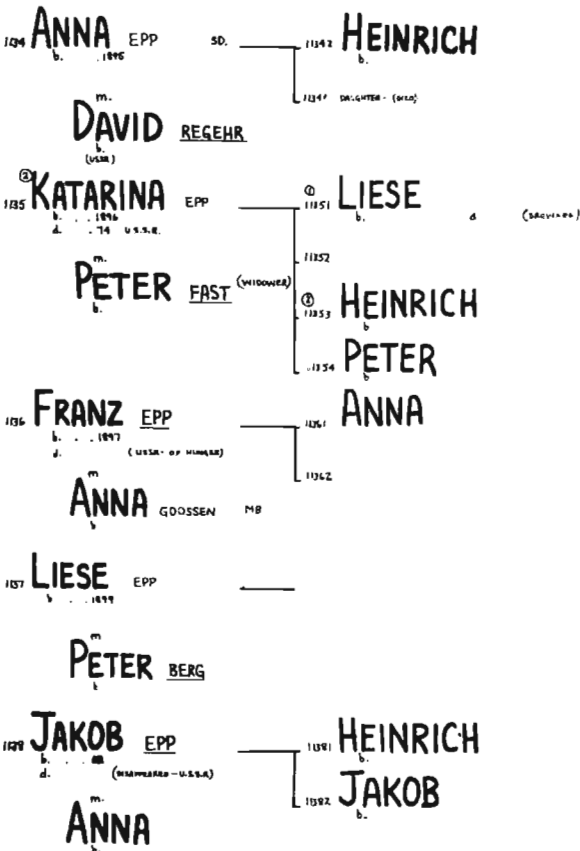 1134 ANNA EPP SD. 11342 HEINRICH
b. . . 1895 b.
11341 DAUGHTER - (DIED)
m.
DAVID REGEHR
b.
(USSR)
② ①
1135 KATARINA EPP 11351 LIESE
b. . . 1896 b. d (DROWNED)
d. . 74 U.S.S.R.
11352
m.
PETER FAST (WIDOWER)
b.
② 11353 HEINRICH
b
11354 PETER
b
1136 FRANZ EPP 11361 ANNA
b. . . 1897
d. (USSR - OF HUNGER)
11362
m
ANNA GOOSSEN MB
b
1137 LIESE EPP
b . . 1899
m
PETER BERG
b
1138 JAKOB EPP 11381 HEINRICH
b. . . b.
d. (DISAPPEARED - U.S.S.R)
11382 JAKOB
b.
m.
ANNA
b.